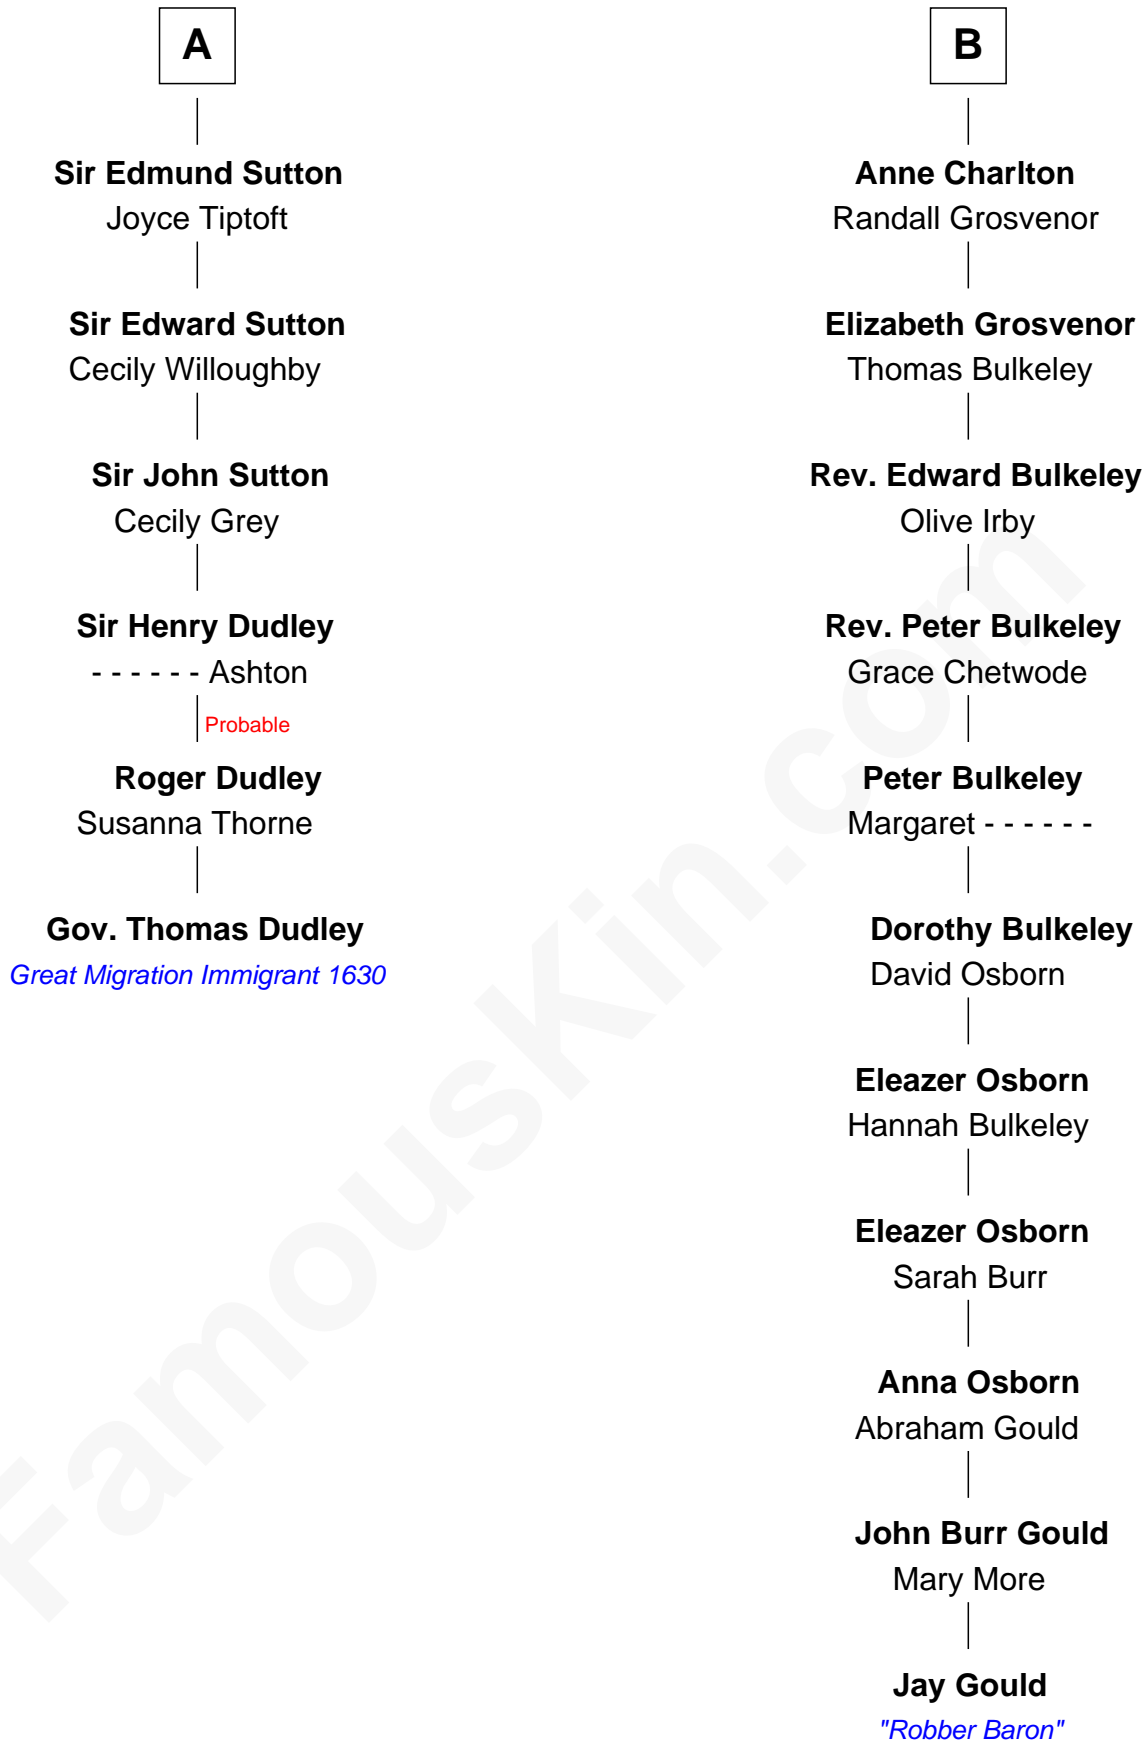 A
Sir Edmund Sutton
Joyce Tiptoft
Sir Edward Sutton
Cecily Willoughby
Sir John Sutton
Cecily Grey
Sir Henry Dudley
- - - - - - Ashton
Probable
Roger Dudley
Susanna Thorne
Gov. Thomas Dudley
Great Migration Immigrant 1630
B
Anne Charlton
Randall Grosvenor
Elizabeth Grosvenor
Thomas Bulkeley
Rev. Edward Bulkeley
Olive Irby
Rev. Peter Bulkeley
Grace Chetwode
Peter Bulkeley
Margaret - - - - - -
Dorothy Bulkeley
David Osborn
Eleazer Osborn
Hannah Bulkeley
Eleazer Osborn
Sarah Burr
Anna Osborn
Abraham Gould
John Burr Gould
Mary More
Jay Gould
"Robber Baron"
FamousKin.com